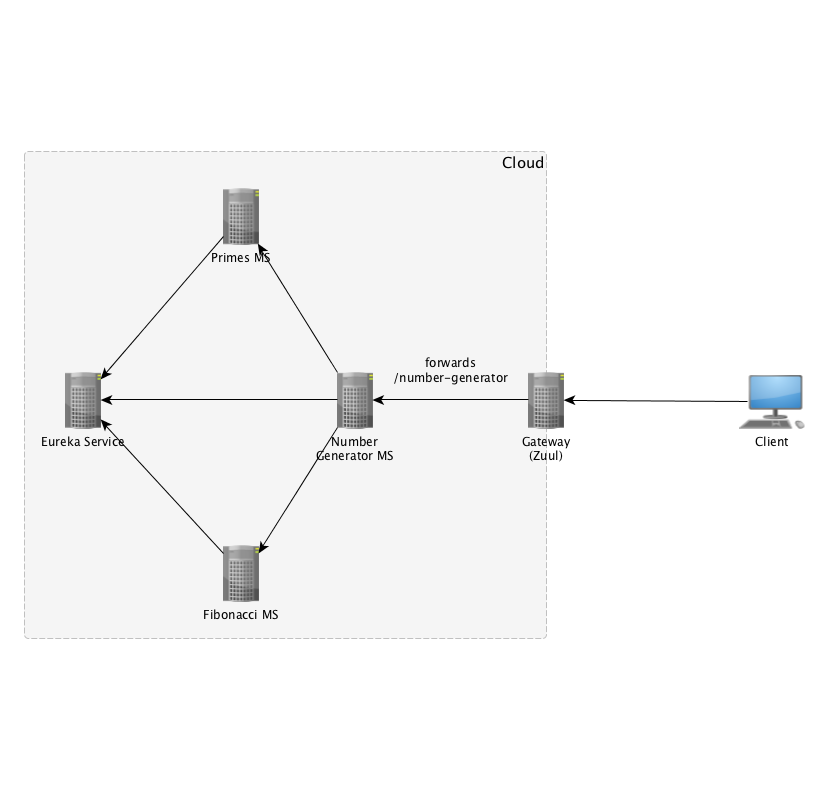 Cloud
Primes MS
forwards
/number-generator
Eureka Service
Number
Generator MS
Gateway
(Zuul)
Client
Fibonacci MS